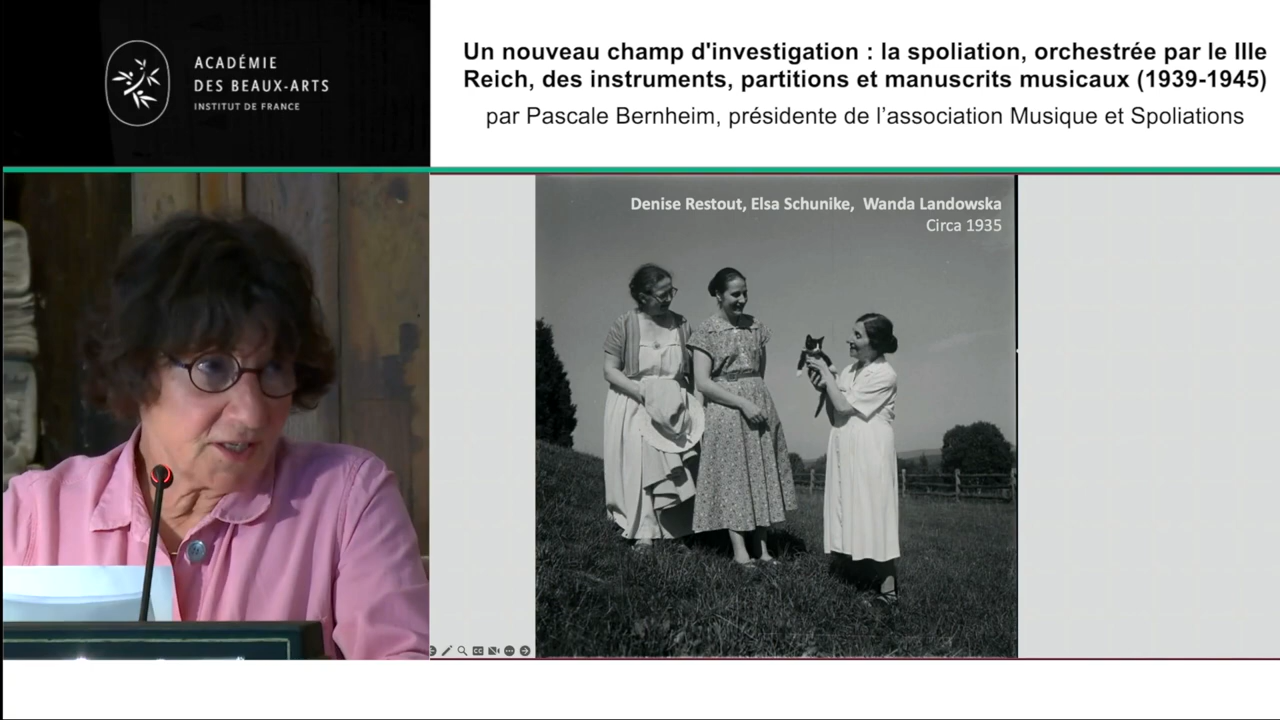 ACADÉMIE
DES BEAUX-ARTS
INSTITUT DE FRANCE
Un nouveau champ d'investigation : la spoliation, orchestrée par le IIIe
Reich, des instruments, partitions et manuscrits musicaux (1939-1945)
par Pascale Bernheim, présidente de l’association Musique et Spoliations
Denise Restout, Elsa Schunike, Wanda Landowska
Circa 1935